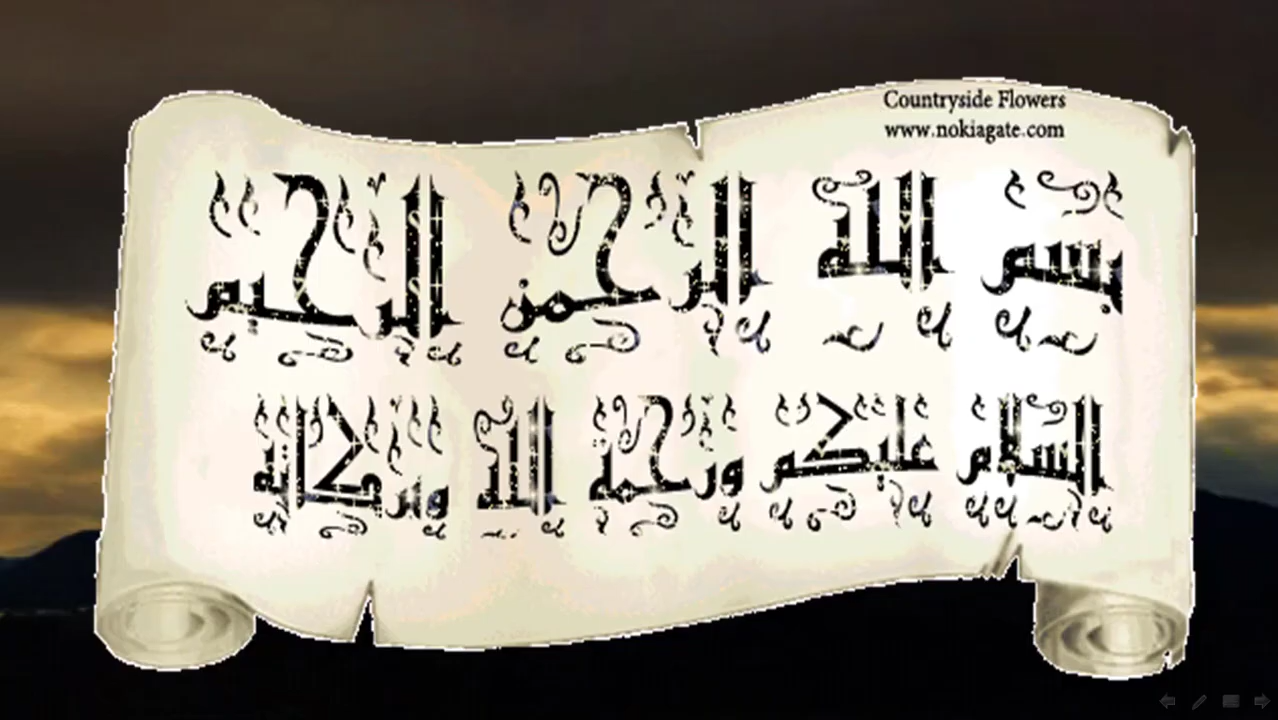 Countryside Flowers
www.nokiagate.com
بسم الله الرحمن الرحيم
السلام عليكم ورحمة الله وبركاته